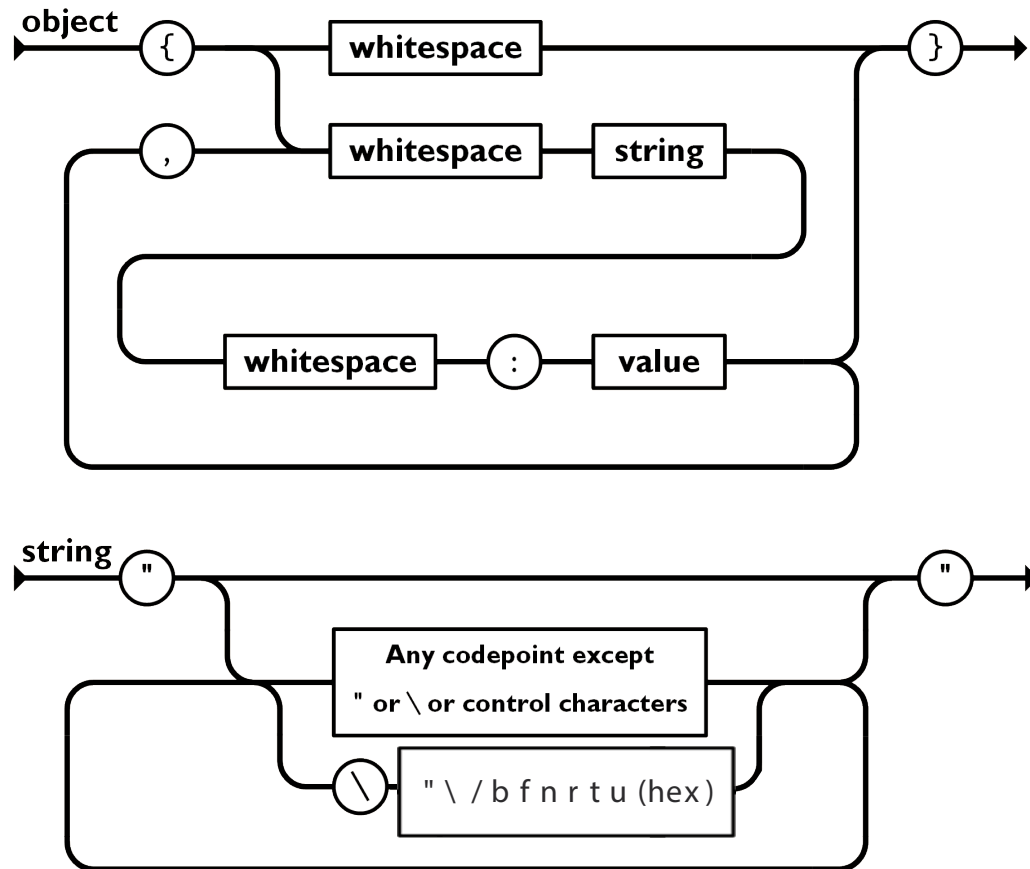 object
{ whitespace }
, whitespace string
whitespace : value
string
" "
Any codepoint except
" or \ or control characters
\ " \ / b f n r t u (hex)